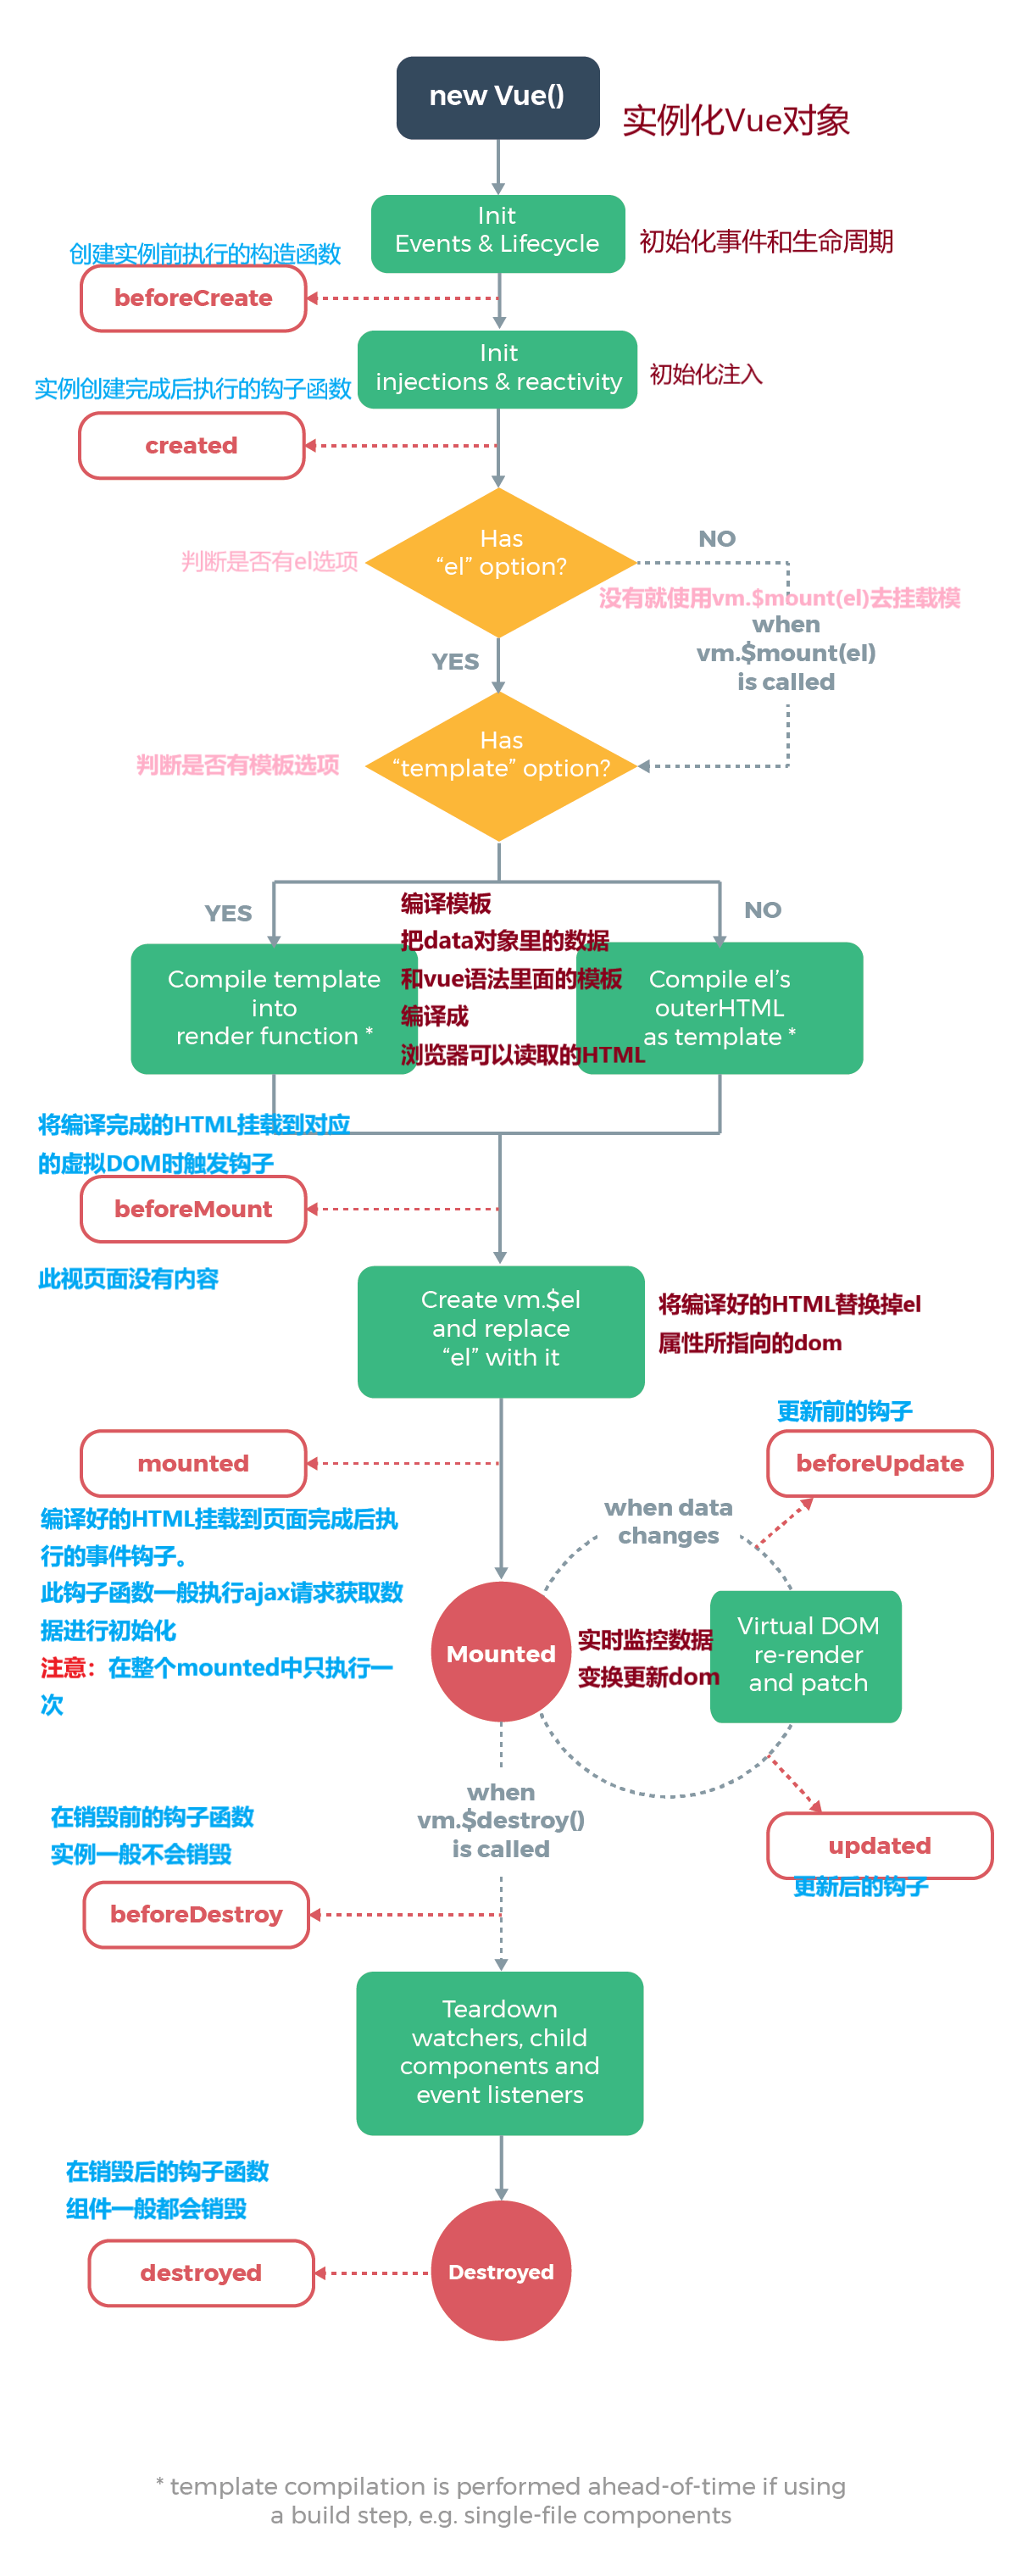 new Vue()
实例化Vue对象
Init
Events & Lifecycle
初始化事件和生命周期
创建实例前执行的构造函数
beforeCreate
Init
injections & reactivity
初始化注入
实例创建完成后执行的钩子函数
created
Has
“el” option?
判断是否有el选项
NO
没有就使用vm.$mount(el)去挂载模
when
vm.$mount(el)
is called
YES
Has
“template” option?
判断是否有模板选项
YES
NO
编译模板
把data对象里的数据
和vue语法里面的模板
编译成
浏览器可以读取的HTML
Compile template
into
render function *
Compile el’s
outerHTML
as template *
将编译完成的HTML挂载到对应
的虚拟DOM时触发钩子
beforeMount
此视页面没有内容
Create vm.$el
and replace
“el” with it
将编译好的HTML替换掉el
属性所指向的dom
mounted
编译好的HTML挂载到页面完成后执
行的事件钩子。
此钩子函数一般执行ajax请求获取数
据进行初始化
注意：在整个mounted中只执行一
次
更新前的钩子
beforeUpdate
when data
changes
Mounted
实时监控数据
变换更新dom
Virtual DOM
re-render
and patch
updated
更新后的钩子
when
vm.$destroy()
is called
在销毁前的钩子函数
实例一般不会销毁
beforeDestroy
Teardown
watchers, child
components and
event listeners
在销毁后的钩子函数
组件一般都会销毁
destroyed
Destroyed
* template compilation is performed ahead-of-time if using
a build step, e.g. single-file components